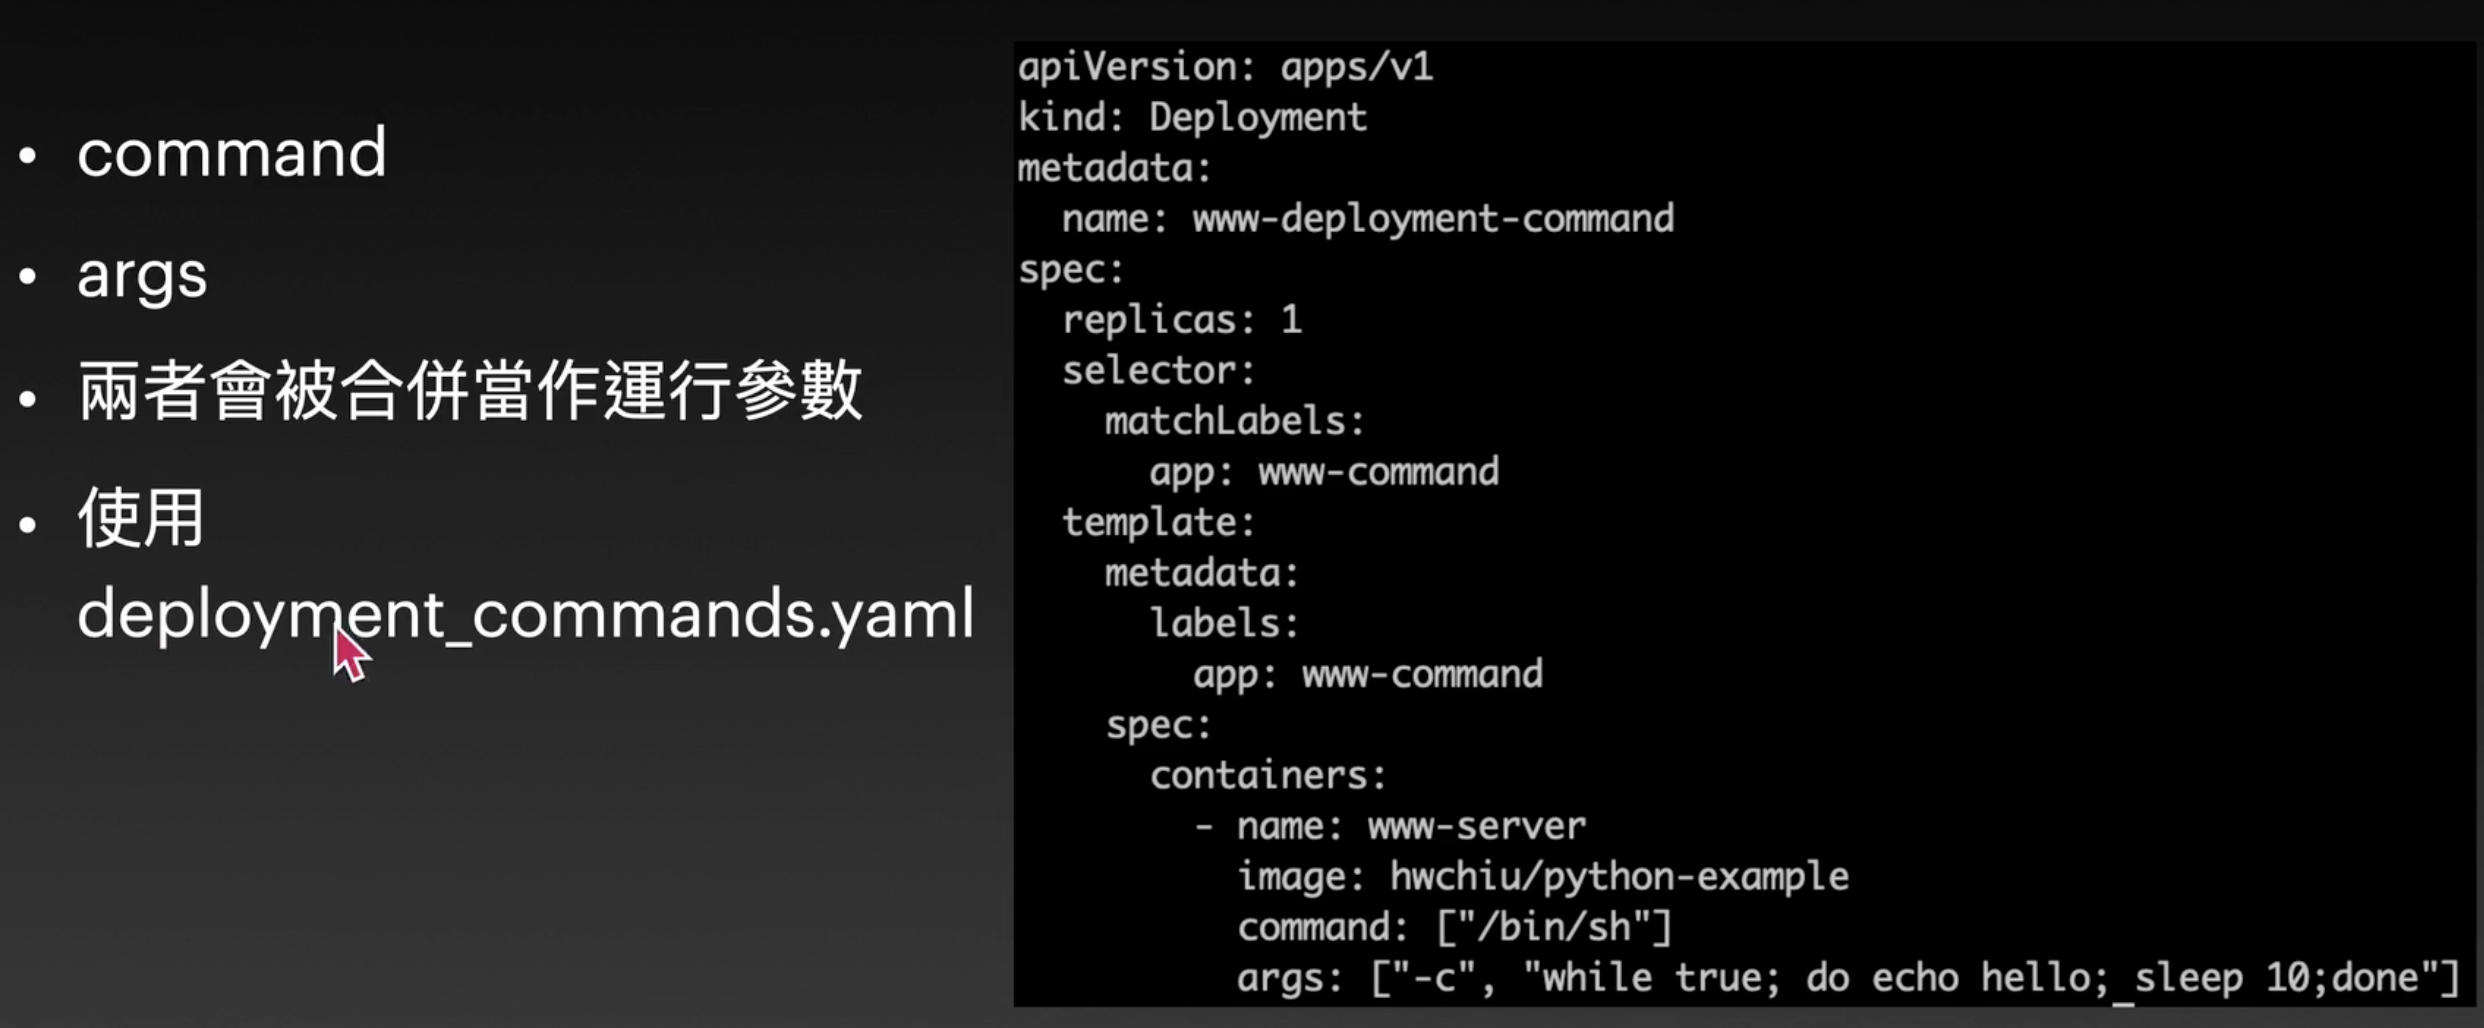 • command
• args
• 兩者會被合併當作運行參數
• 使用
deployment_commands.yaml
apiVersion: apps/v1
kind: Deployment
metadata:
  name: www-deployment-command
spec:
  replicas: 1
  selector:
    matchLabels:
      app: www-command
  template:
    metadata:
      labels:
        app: www-command
    spec:
      containers:
        - name: www-server
          image: hwchiu/python-example
          command: ["/bin/sh"]
          args: ["-c", "while true; do echo hello; sleep 10;done"]